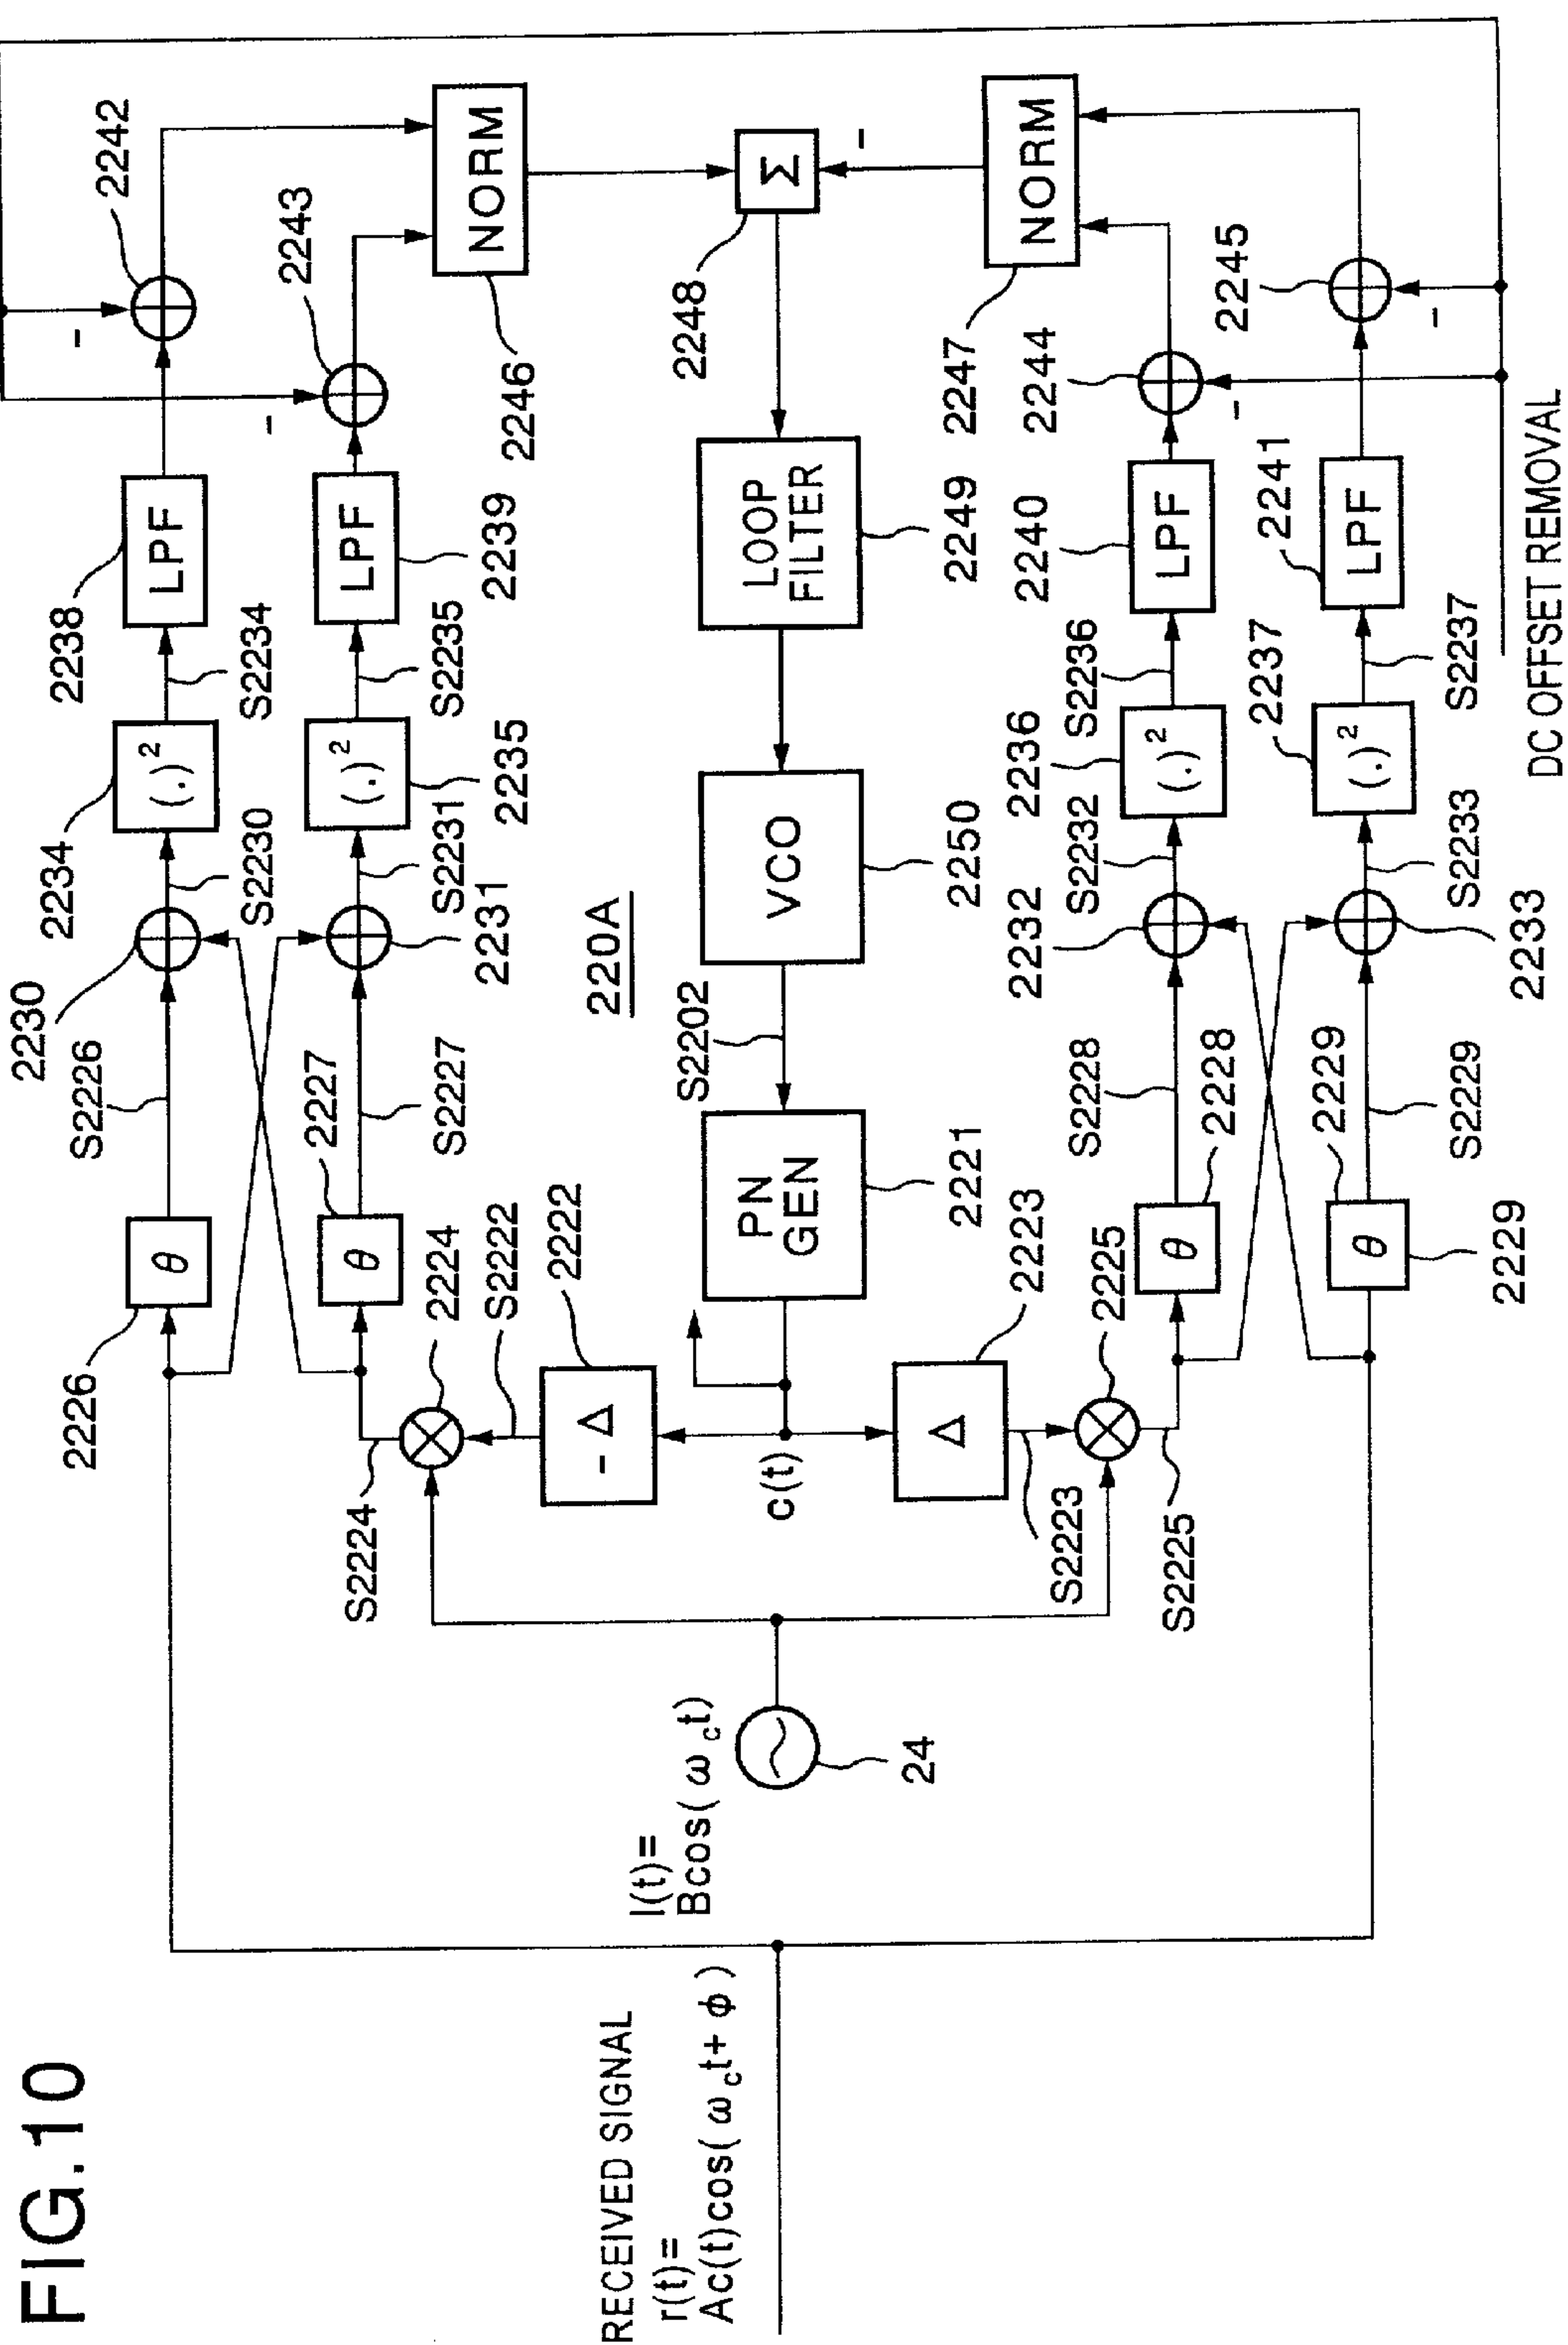 FIG.10
RECEIVED SIGNAL
r(t)=
Ac(t)cos(ω ct+ ϕ )
l(t)=
Bcos( ω ct)
24
2226
θ
S2226
2230
S2230
2234
(.)²
S2234
2238
LPF
2242
-
S2224
2224
θ
2227
S2227
2231
S2231
(.)²
2235
S2235
LPF
2239
-
2243
NORM
2246
S2222
2222
-Δ
c(t)
220A
PN
GEN
2221
S2202
VCO
2250
LOOP
FILTER
2249
Σ
2248
-
Δ
2223
S2223
2225
S2225
θ
2228
S2228
2232
S2232
(.)²
2236
S2236
LPF
2240
-
2244
NORM
2247
θ
2229
2229
S2229
2233
S2233
(.)²
2237
S2237
LPF
2241
-
2245
DC OFFSET REMOVAL